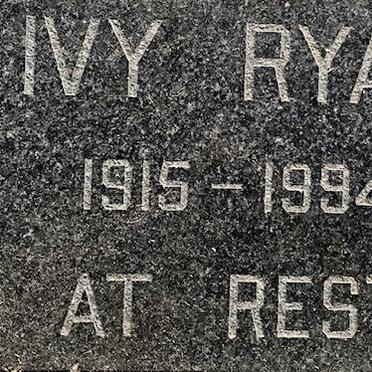 IVY RYA
1915 – 1994
AT REST